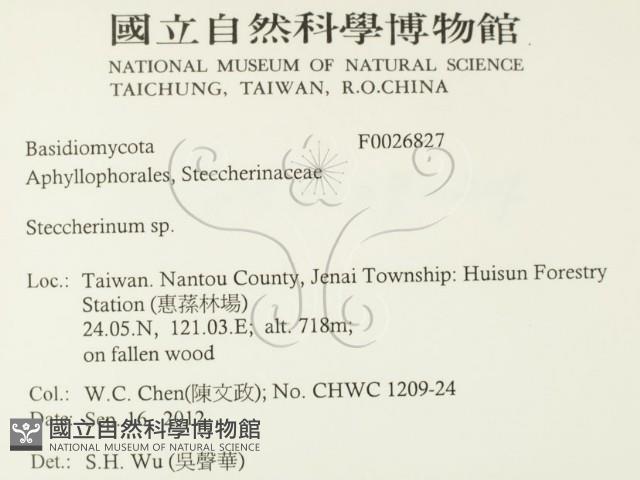 國立自然科學博物館
NATIONAL MUSEUM OF NATURAL SCIENCE
TAICHUNG, TAIWAN, R.O.CHINA
Basidiomycota F0026827
Aphyllophorales, Steccherinaceae
Steccherinum sp.
Loc.: Taiwan. Nantou County, Jenai Township: Huisun Forestry
Station (惠蓀林場)
24.05.N, 121.03.E; alt. 718m;
on fallen wood
Col.: W.C. Chen(陳文政); No. CHWC 1209-24
Date: Sep. 16, 2012
國立自然科學博物館
NATIONAL MUSEUM OF NATURAL SCIENCE
Det.: S.H. Wu (吳聲華)